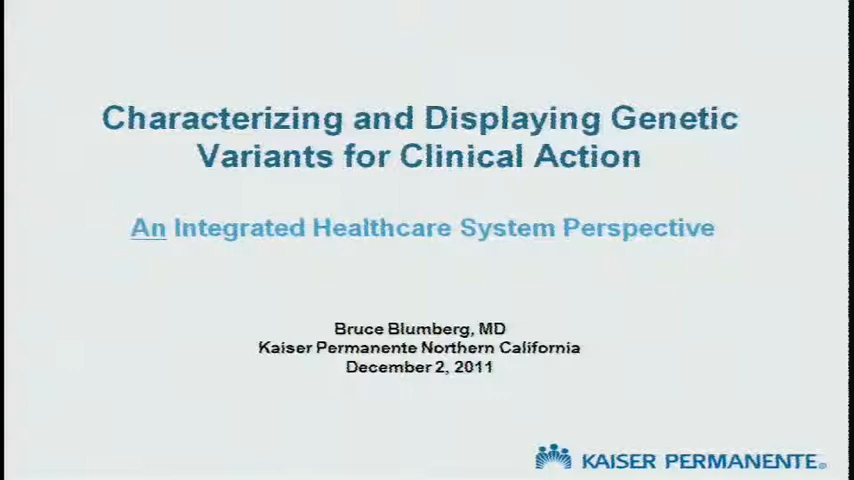 Characterizing and Displaying Genetic
Variants for Clinical Action
An Integrated Healthcare System Perspective
Bruce Blumberg, MD
Kaiser Permanente Northern California
December 2, 2011
KAISER PERMANENTE®